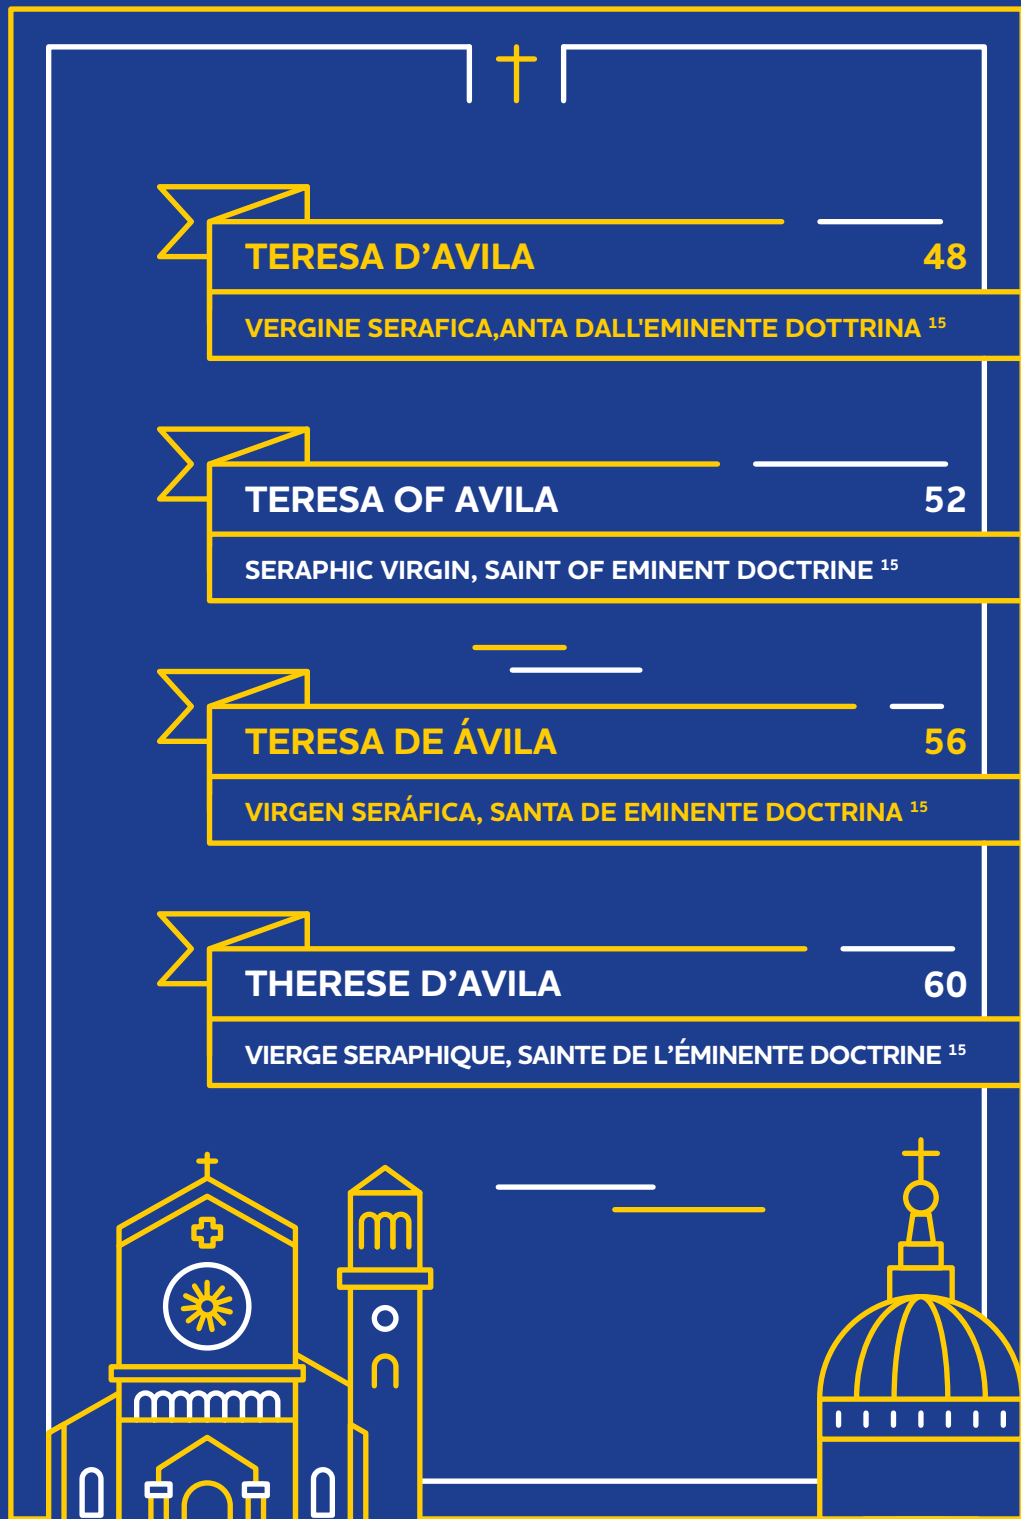 TERESA D’AVILA 48
VERGINE SERAFICA,ANTA DALL'EMINENTE DOTTRINA 15
TERESA OF AVILA 52
SERAPHIC VIRGIN, SAINT OF EMINENT DOCTRINE 15
TERESA DE ÁVILA 56
VIRGEN SERÁFICA, SANTA DE EMINENTE DOCTRINA 15
THERESE D’AVILA 60
VIERGE SERAPHIQUE, SAINTE DE L’ÉMINENTE DOCTRINE 15